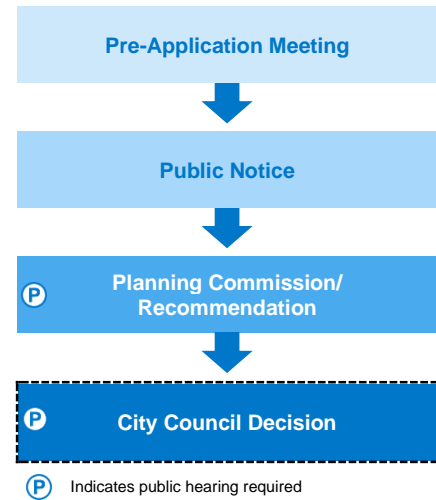 Pre-Application Meeting
Public Notice
P
Planning Commission/
Recommendation
P
City Council Decision
P Indicates public hearing required